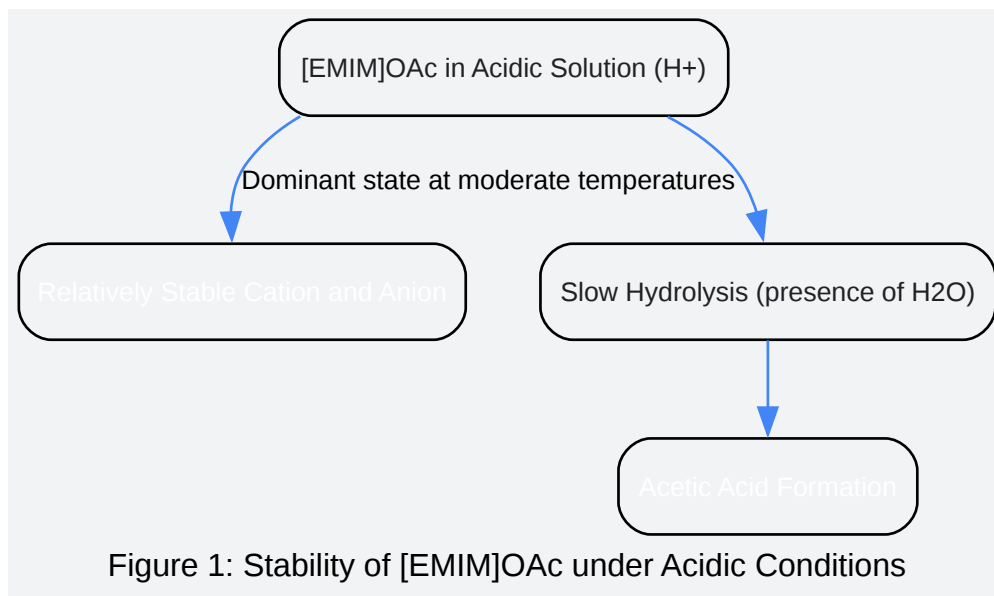 [EMIM]OAc in Acidic Solution (H+)
Dominant state at moderate temperatures
Relatively Stable Cation and Anion
Slow Hydrolysis (presence of H2O)
Acetic Acid Formation
Figure 1: Stability of [EMIM]OAc under Acidic Conditions